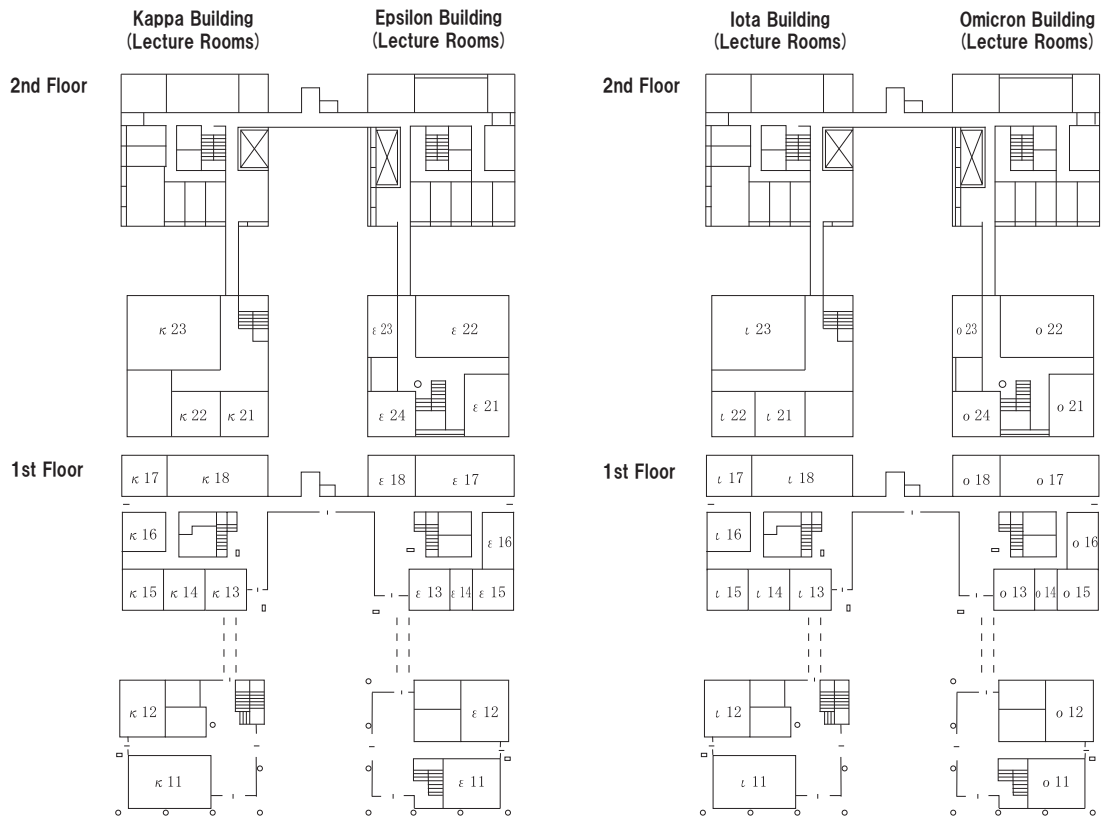 Kappa Building
(Lecture Rooms)
Epsilon Building
(Lecture Rooms)
Iota Building
(Lecture Rooms)
Omicron Building
(Lecture Rooms)
2nd Floor
2nd Floor
κ 23
ε 23
ε 22
ι 23
ο 23
ο 22
κ 22
κ 21
ε 24
ε 21
ι 22
ι 21
ο 24
ο 21
1st Floor
1st Floor
κ 17
κ 18
ε 18
ε 17
ι 17
ι 18
ο 18
ο 17
κ 16
ε 16
ι 16
ο 16
κ 15
κ 14
κ 13
ε 13
ε 14
ε 15
ι 15
ι 14
ι 13
ο 13
ο 14
ο 15
κ 12
ε 12
ι 12
ο 12
κ 11
ε 11
ι 11
ο 11